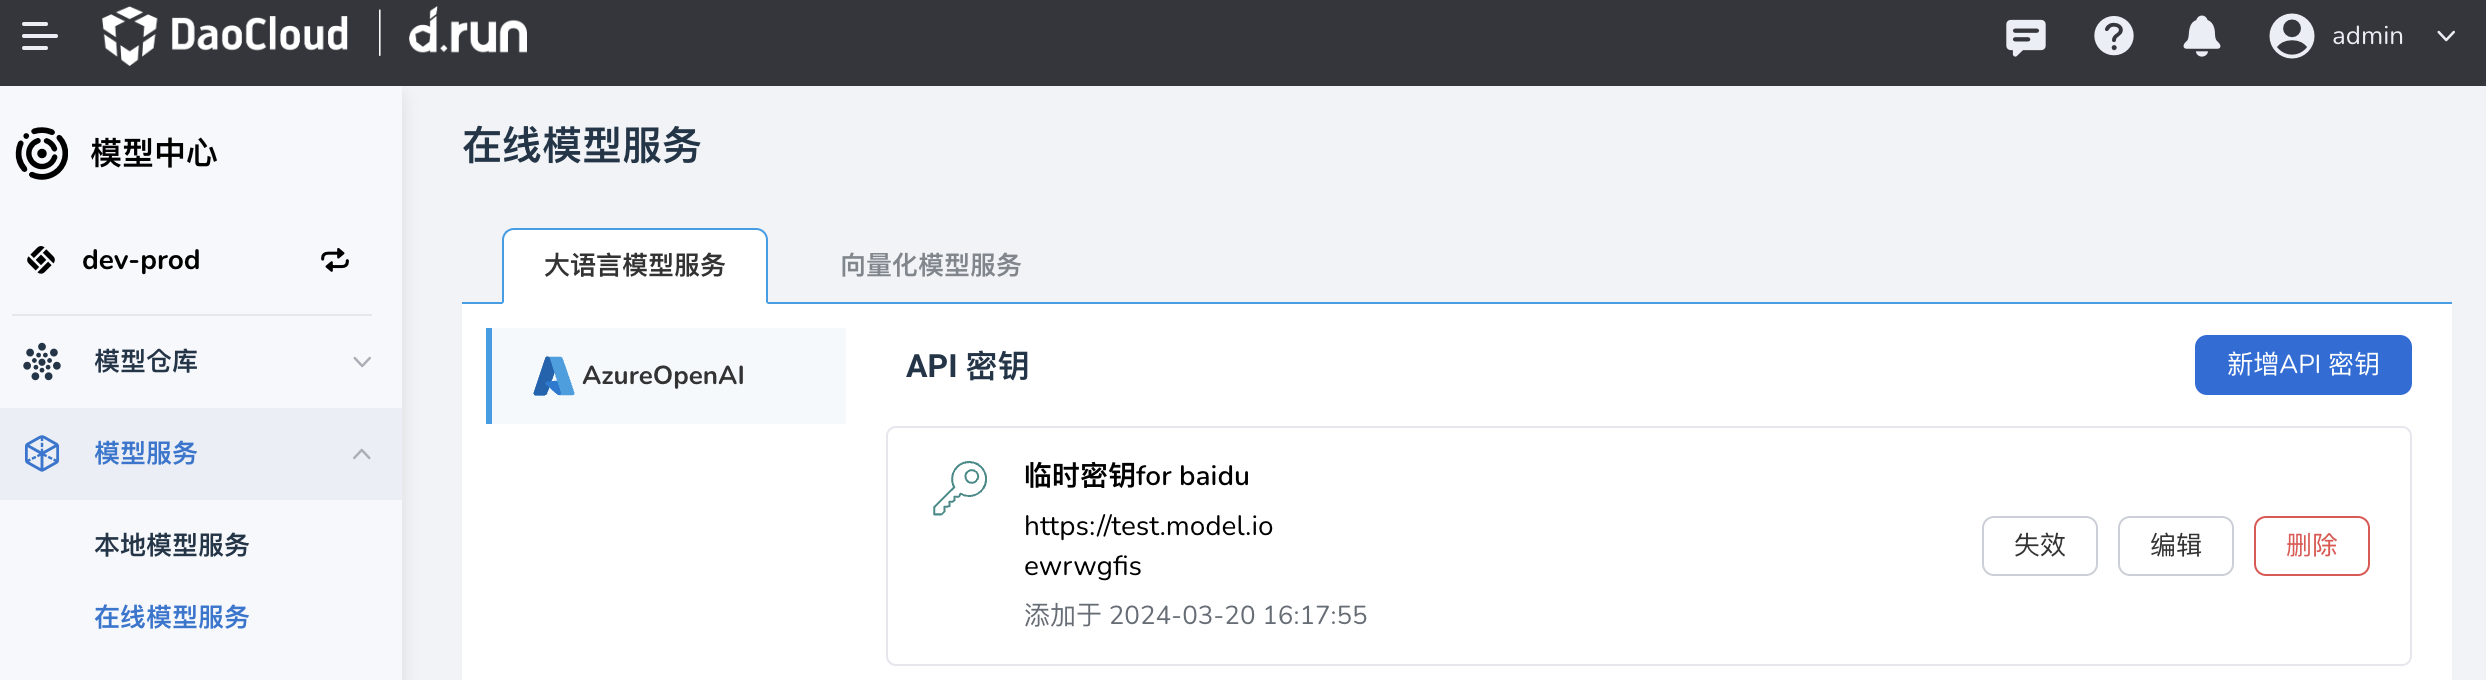 DaoCloud | d.run
admin
模型中心
dev-prod
模型仓库
模型服务
本地模型服务
在线模型服务
在线模型服务
大语言模型服务
向量化模型服务
AzureOpenAI
API 密钥
新增API 密钥
临时密钥for baidu
https://test.model.io
ewrwgfis
添加于 2024-03-20 16:17:55
失效
编辑
删除